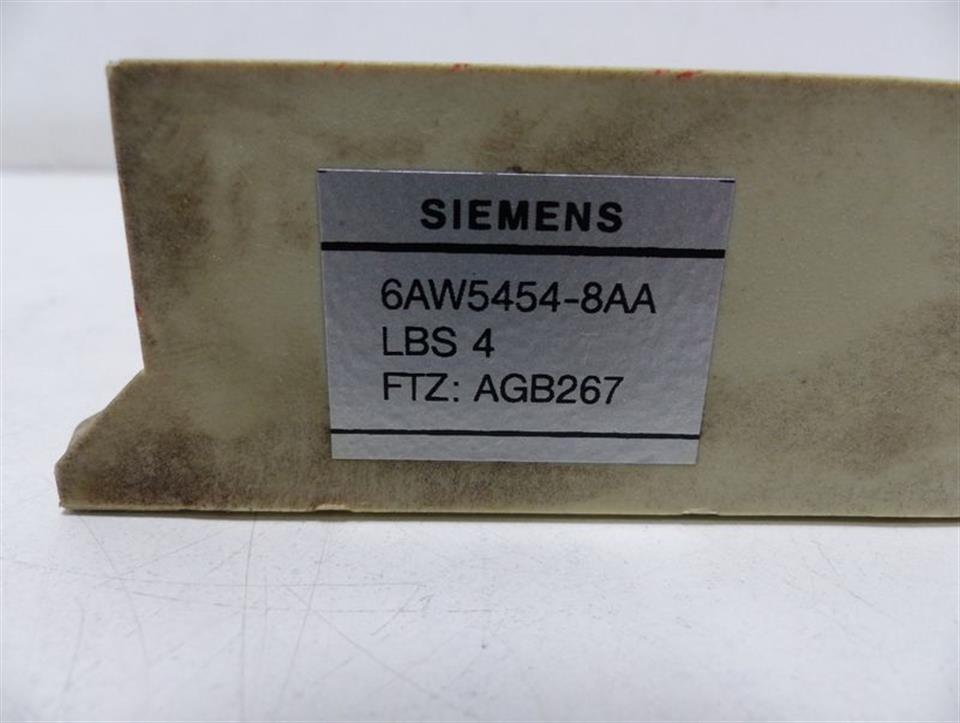 SIEMENS
6AW5454-8AA
LBS 4
FTZ: AGB267